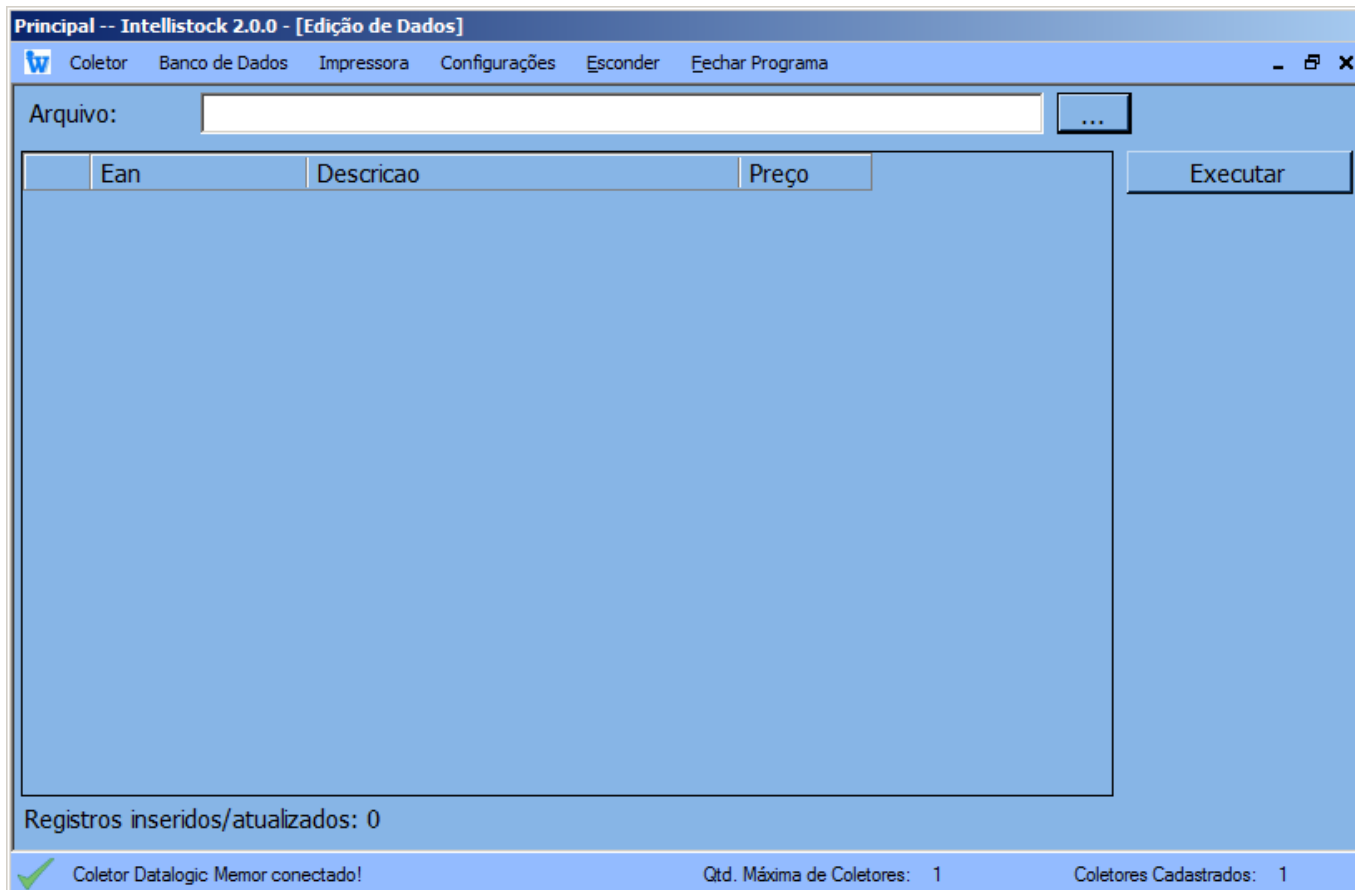 Principal -- Intellistock 2.0.0 - [Edição de Dados]
Coletor Banco de Dados Impressora Configurações Esconder Fechar Programa
Arquivo: ...
Ean Descricao Preço Executar
Registros inseridos/atualizados: 0
Coletor Datalogic Memor conectado! Qtd. Máxima de Coletores: 1 Coletores Cadastrados: 1